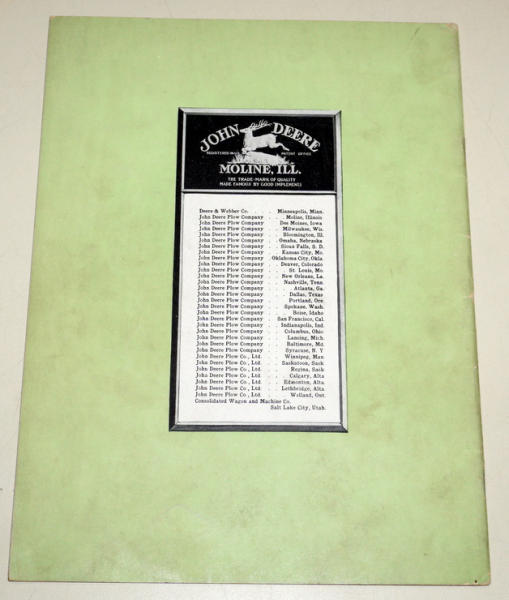 JOHN DEERE
REGISTERED PATENT OFFICE
MOLINE, ILL.
THE TRADE-MARK OF QUALITY
MADE FAMOUS BY GOOD IMPLEMENTS
Deere & Webber Co. . . . Minneapolis, Minn.
John Deere Plow Company . . . Moline, Illinois
John Deere Plow Company . . Des Moines, Iowa
John Deere Plow Company . . Milwaukee, Wis.
John Deere Plow Company . . Bloomington, Ill.
John Deere Plow Company . . Omaha, Nebraska
John Deere Plow Company . . Sioux Falls, S. D.
John Deere Plow Company . . Kansas City, Mo.
John Deere Plow Company . Oklahoma City, Okla.
John Deere Plow Company . . Denver, Colorado
John Deere Plow Company . . . St. Louis, Mo.
John Deere Plow Company . . New Orleans, La.
John Deere Plow Company . . Nashville, Tenn.
John Deere Plow Company . . . Atlanta, Ga.
John Deere Plow Company . . . Dallas, Texas
John Deere Plow Company . . . Portland, Ore.
John Deere Plow Company . . Spokane, Wash.
John Deere Plow Company . . . Boise, Idaho
John Deere Plow Company . . San Francisco, Cal.
John Deere Plow Company . . Indianapolis, Ind.
John Deere Plow Company . . Columbus, Ohio
John Deere Plow Company . . Lansing, Mich.
John Deere Plow Company . . Baltimore, Md.
John Deere Plow Company . . Syracuse, N. Y
John Deere Plow Co., Ltd. . . . Winnipeg, Man
John Deere Plow Co., Ltd. . . . Saskatoon, Sask
John Deere Plow Co., Ltd. . . . Regina, Sask
John Deere Plow Co., Ltd. . . . Calgary, Alta
John Deere Plow Co., Ltd. . . . Edmonton, Alta.
John Deere Plow Co., Ltd. . . . Lethbridge, Alta
John Deere Plow Co., Ltd. . . . Welland, Ont.
Consolidated Wagon and Machine Co.
Salt Lake City, Utah.